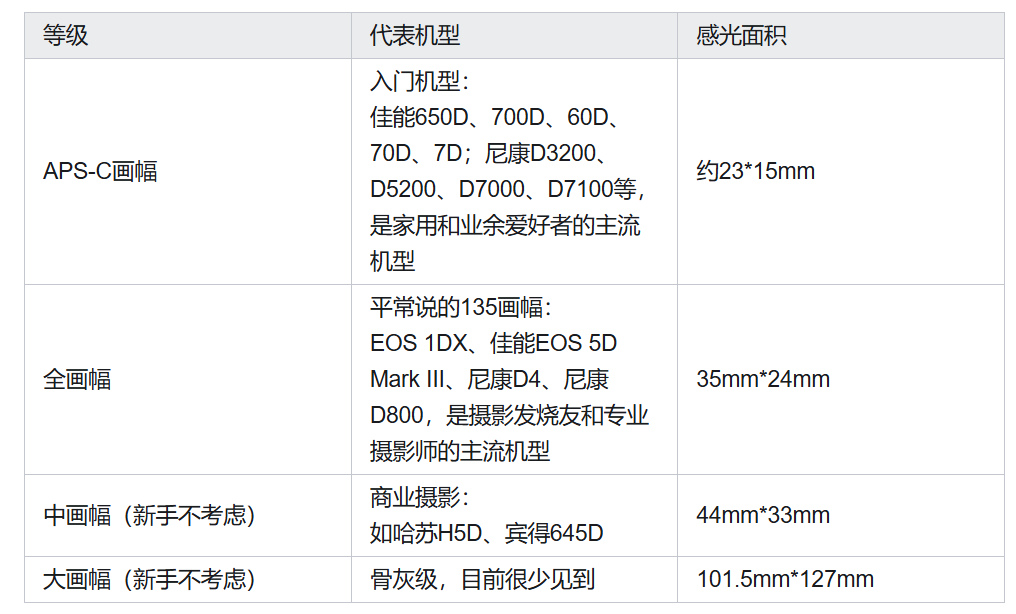 等级
代表机型
感光面积
APS-C画幅
入门机型：
佳能650D、700D、60D、
70D、7D；尼康D3200、
D5200、D7000、D7100等，
是家用和业余爱好者的主流
机型
约23*15mm
全画幅
平常说的135画幅：
EOS 1DX、佳能EOS 5D
Mark III、尼康D4、尼康
D800，是摄影发烧友和专业
摄影师的主流机型
35mm*24mm
中画幅（新手不考虑）
商业摄影：
如哈苏H5D、宾得645D
44mm*33mm
大画幅（新手不考虑）
骨灰级，目前很少见到
101.5mm*127mm